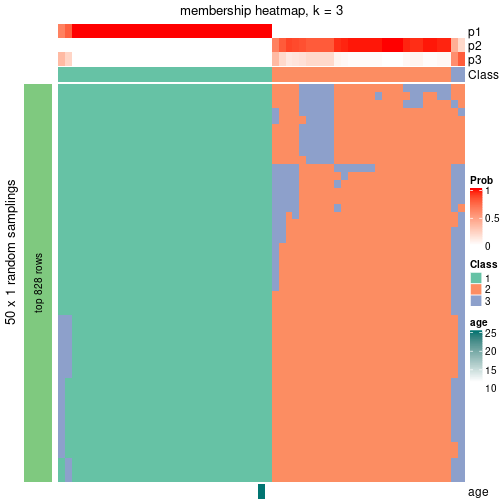 membership heatmap, k = 3
p1
p2
p3
Class
50 x 1 random samplings
top 828 rows
Prob
1
0.5
0
Class
1
2
3
age
25
20
15
10
age